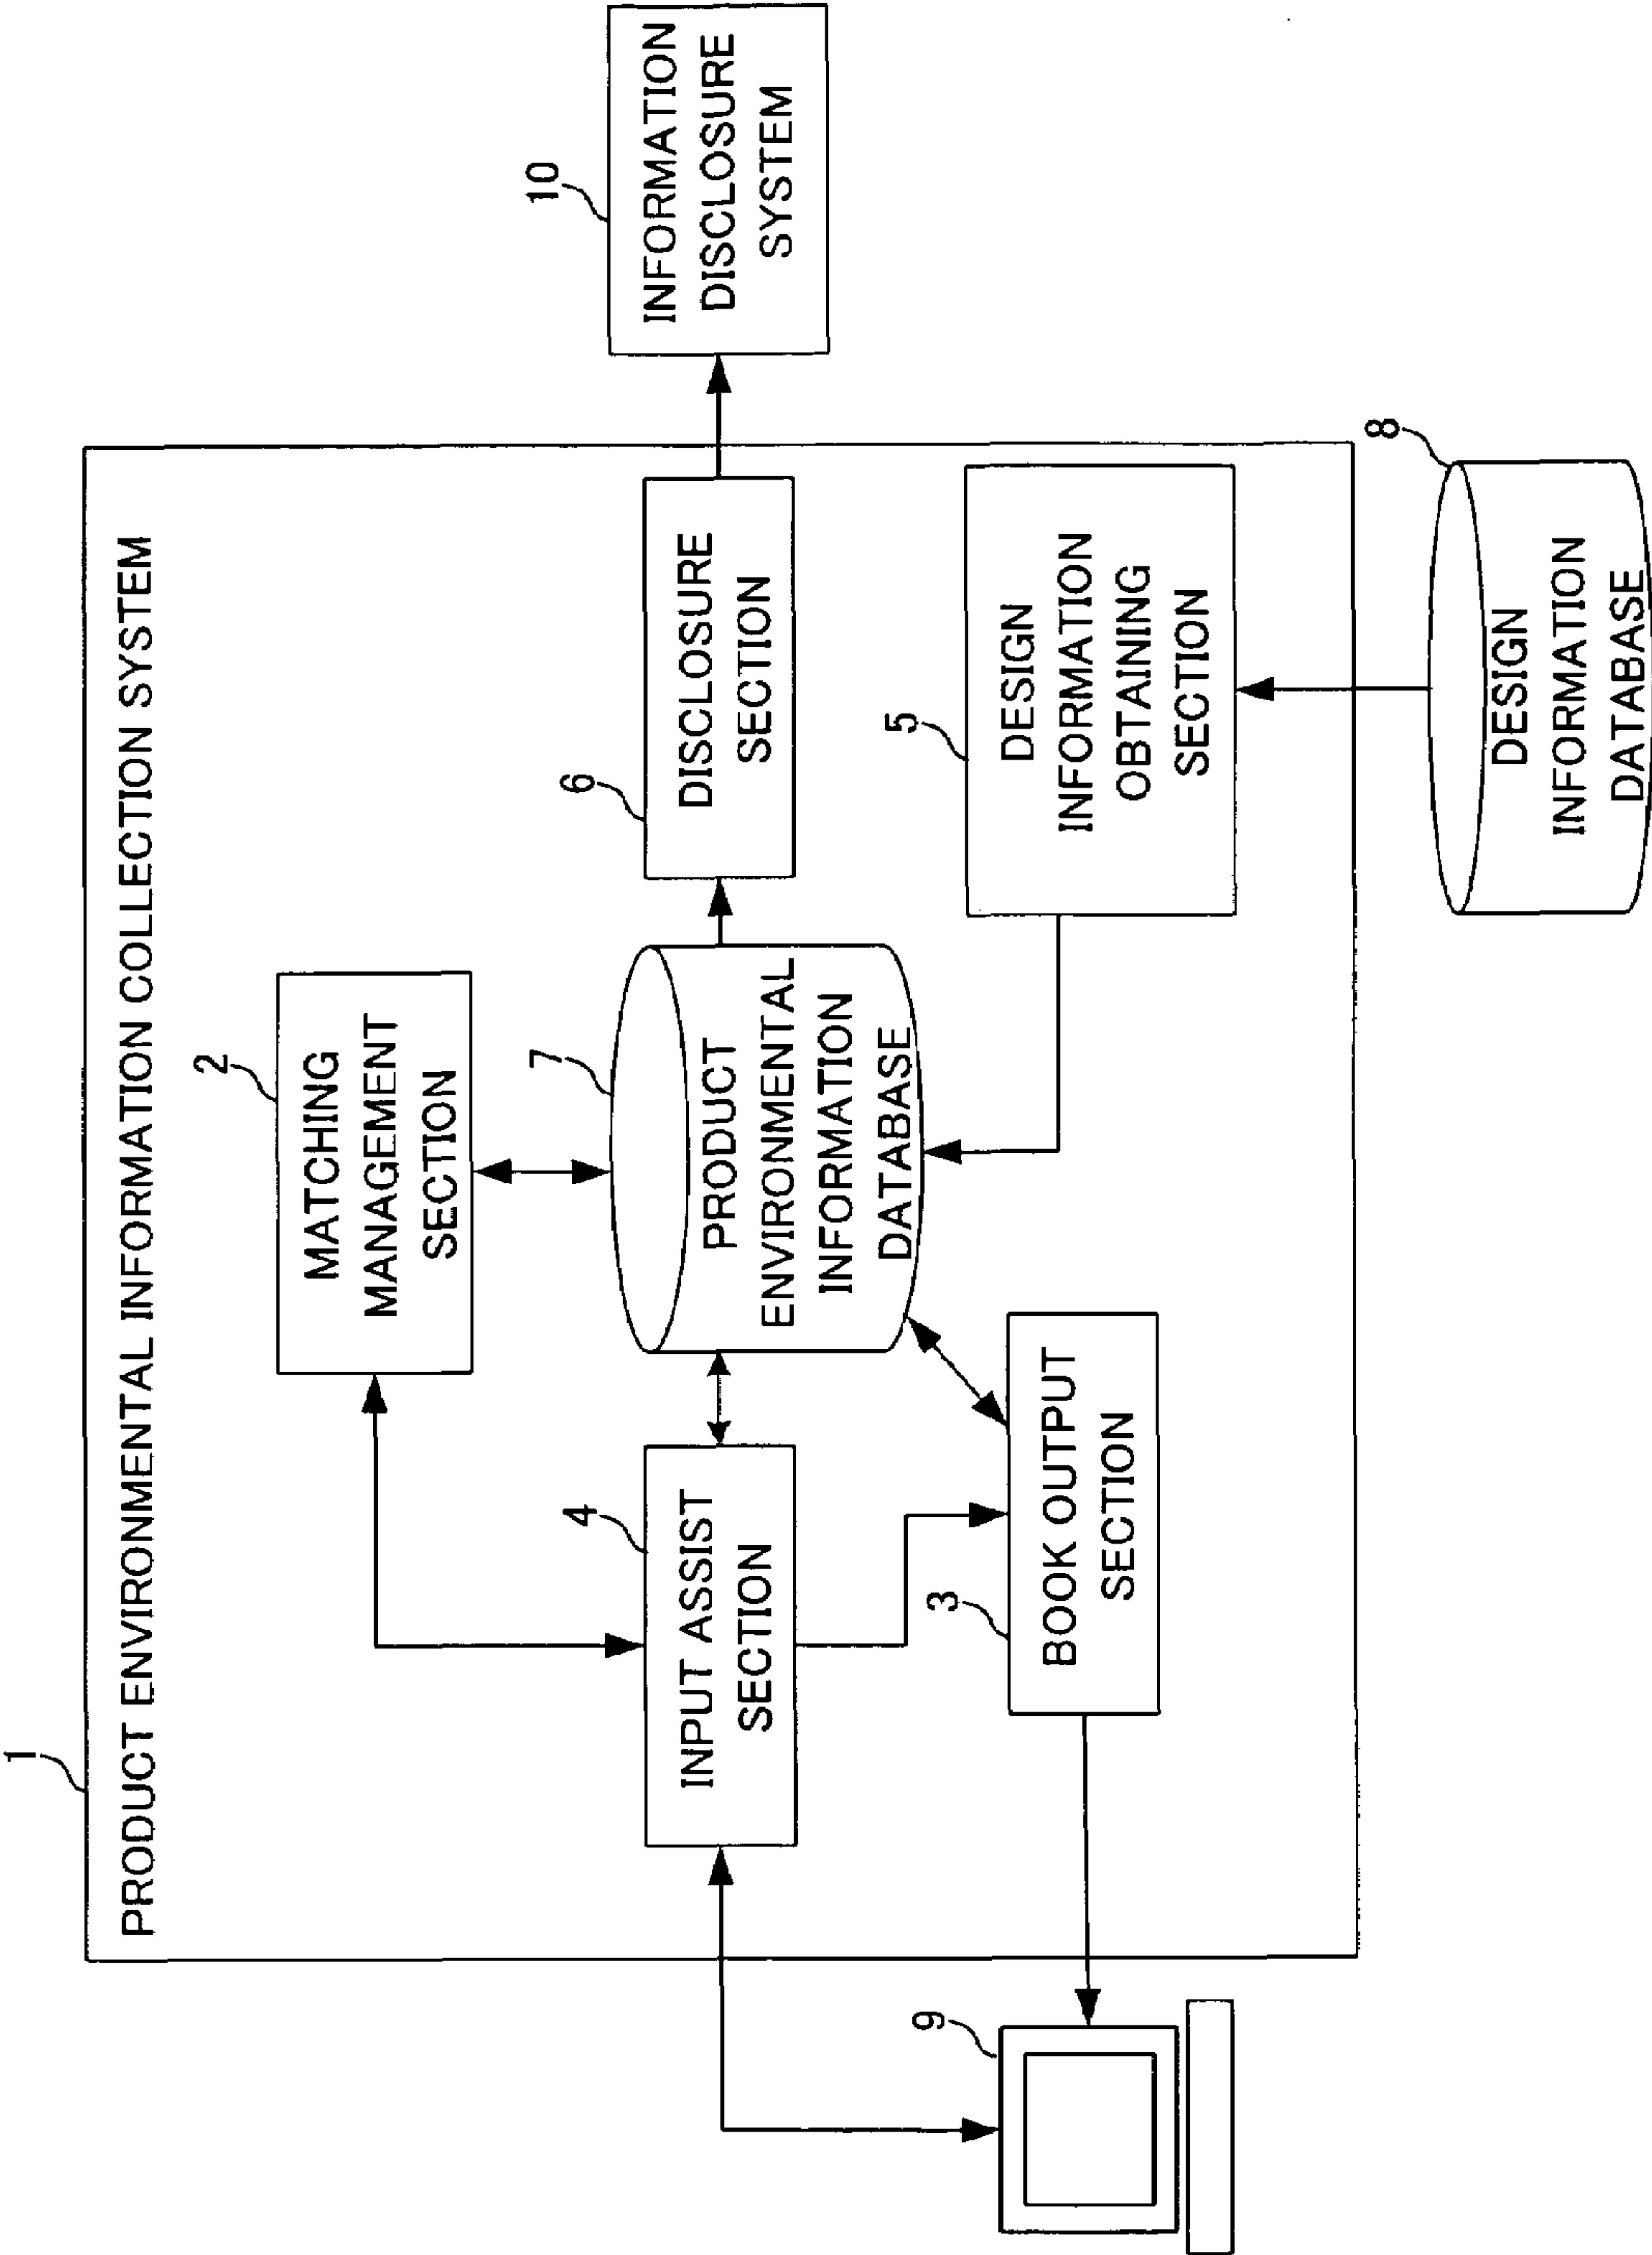 1
PRODUCT ENVIRONMENTAL INFORMATION COLLECTION SYSTEM
2
MATCHING
MANAGEMENT
SECTION
4
INPUT ASSIST
SECTION
7
PRODUCT
ENVIRONMENTAL
INFORMATION
DATABASE
6
DISCLOSURE
SECTION
10
INFORMATION
DISCLOSURE
SYSTEM
9
3
BOOK OUTPUT
SECTION
5
DESIGN
INFORMATION
OBTAINING
SECTION
8
DESIGN
INFORMATION
DATABASE